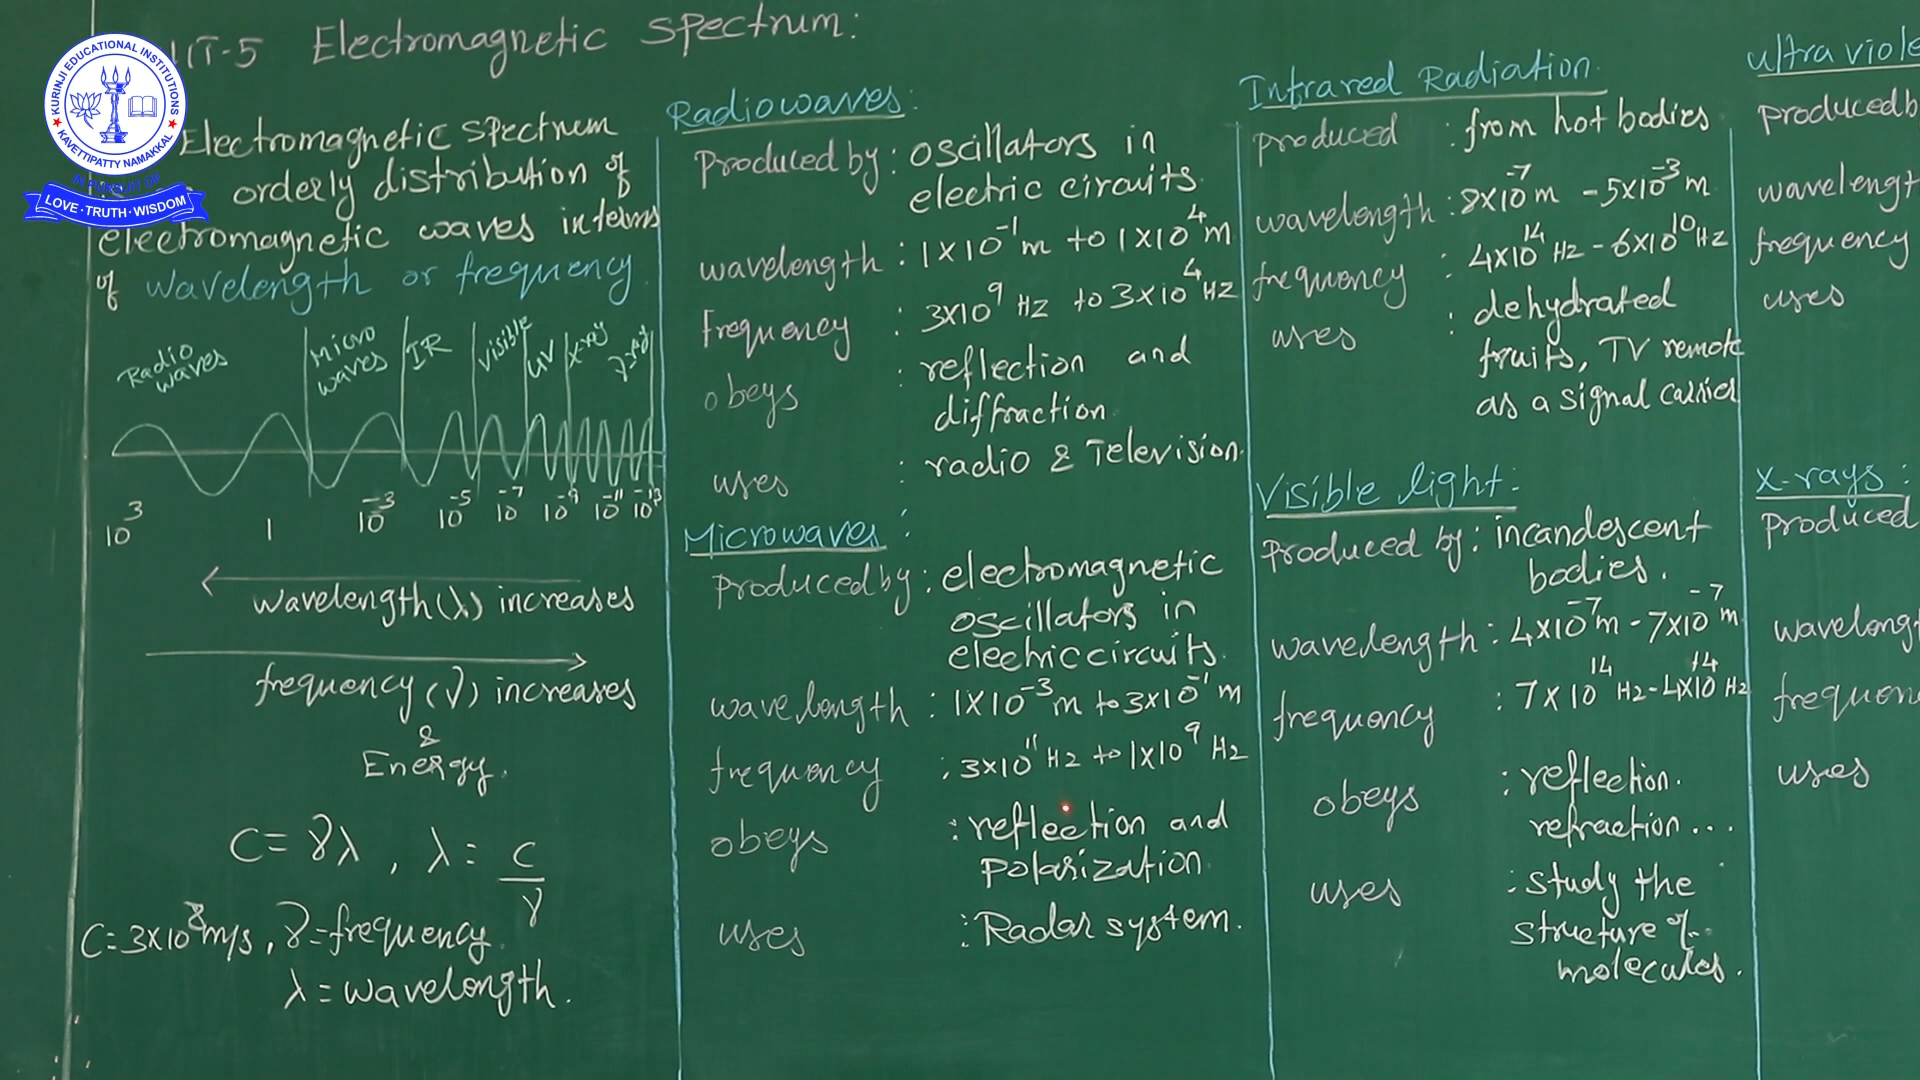 KURINJI EDUCATIONAL INSTITUTIONS
KAVETTIPATTY NAMAKKAL
IN PURSUIT OF
LOVE · TRUTH · WISDOM
IT-5 Electromagnetic Spectrum:
Electromagnetic spectrum
orderly distribution of
electromagnetic waves in terms
of wavelength or frequency
Radio waves
Micro waves
IR
visible
UV
X-ray
γ-ray
10³ 1 10⁻³ 10⁻⁵ 10⁻⁷ 10⁻⁹ 10⁻¹¹ 10⁻¹³
wavelength(λ) increases
frequency (γ) increases
&
Energy.
C = γλ , λ = c/γ
C = 3×10⁸ m/s , γ = frequency.
λ = wavelength.
Radiowaves:
Produced by : oscillators in
electric circuits.
wavelength : 1×10⁻¹m to 1×10⁴m
frequency : 3×10⁹ Hz to 3×10⁴ Hz
obeys : reflection and
diffraction.
uses : radio & Television.
Microwaves:
produced by : electromagnetic
oscillators in
electric circuits.
wavelength : 1×10⁻³m to 3×10⁻¹m
frequency : 3×10¹¹ Hz to 1×10⁹ Hz
obeys : reflection and
polarization.
uses : Radar system.
Infrared Radiation.
produced : from hot bodies
wavelength : 8×10⁻⁷m - 5×10⁻³m
frequency : 4×10¹⁴ Hz - 6×10¹⁰ Hz
uses : dehydrated
fruits, TV remote
as a signal carrier
Visible light:
produced by : incandescent
bodies.
wavelength : 4×10⁻⁷m - 7×10⁻⁷m
frequency : 7×10¹⁴ Hz - 4×10¹⁴ Hz
obeys : reflection.
refraction...
uses : study the
structure of
molecules.
ultraviole
produced b
wavelengt
frequency
uses
X-rays:
produced
waveleng
frequen
uses